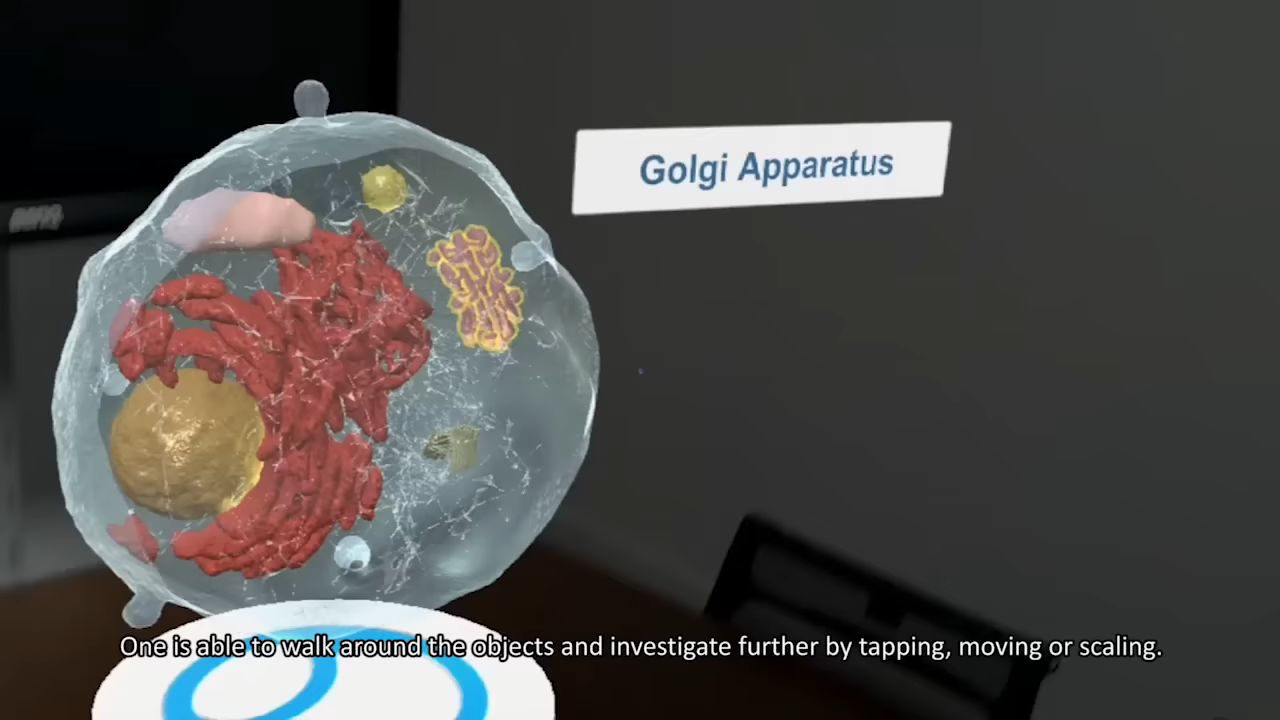 Golgi Apparatus
One is able to walk around the objects and investigate further by tapping, moving or scaling.